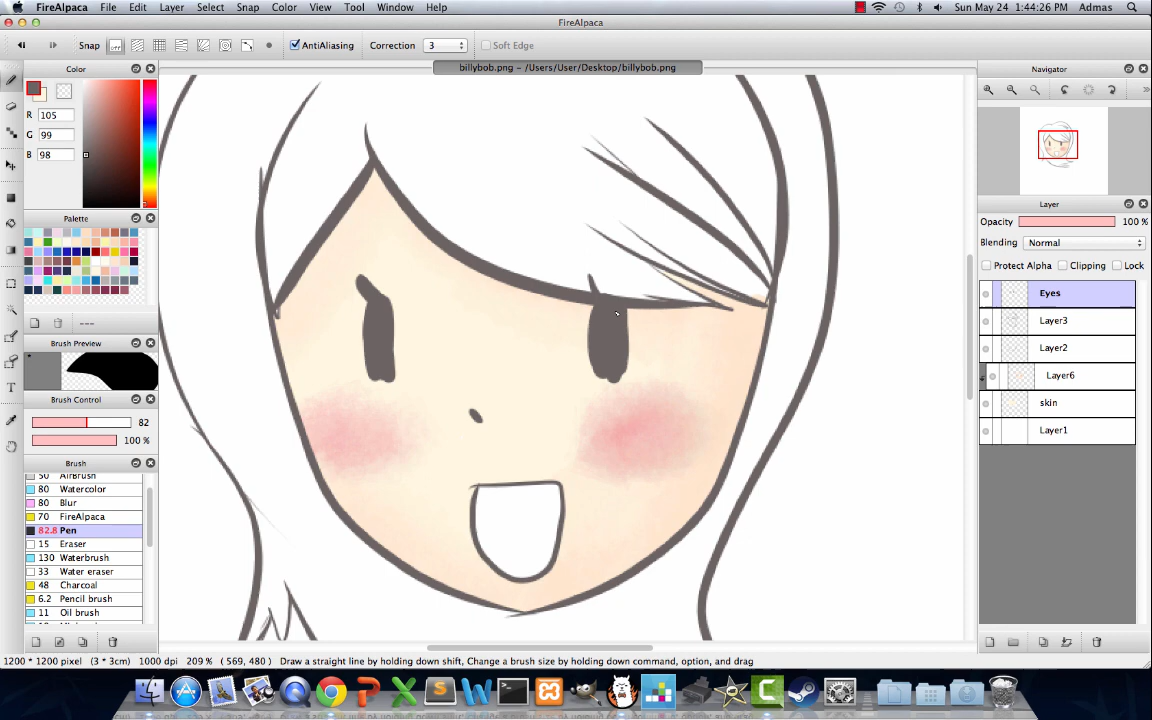 FireAlpaca File Edit Layer Select Snap Color View Tool Window Help Sun May 24 1:44:26 PM Admas
FireAlpaca
Snap off AntiAliasing Correction 3 Soft Edge
billybob.png – /Users/User/Desktop/billybob.png
Color
R 105
G 99
B 98
Palette
---
Brush Preview
Brush Control
82
100 %
Brush
50 AirBrush
80 Watercolor
80 Blur
70 FireAlpaca
82.8 Pen
15 Eraser
130 Waterbrush
33 Water eraser
48 Charcoal
6.2 Pencil brush
11 Oil brush
Navigator
Layer
Opacity 100 %
Blending Normal
Protect Alpha Clipping Lock
Eyes
Layer3
Layer2
Layer6
skin
Layer1
1200 * 1200 pixel (3 * 3cm) 1000 dpi 209 % ( 569, 480 ) Draw a straight line by holding down shift, Change a brush size by holding down command, option, and drag